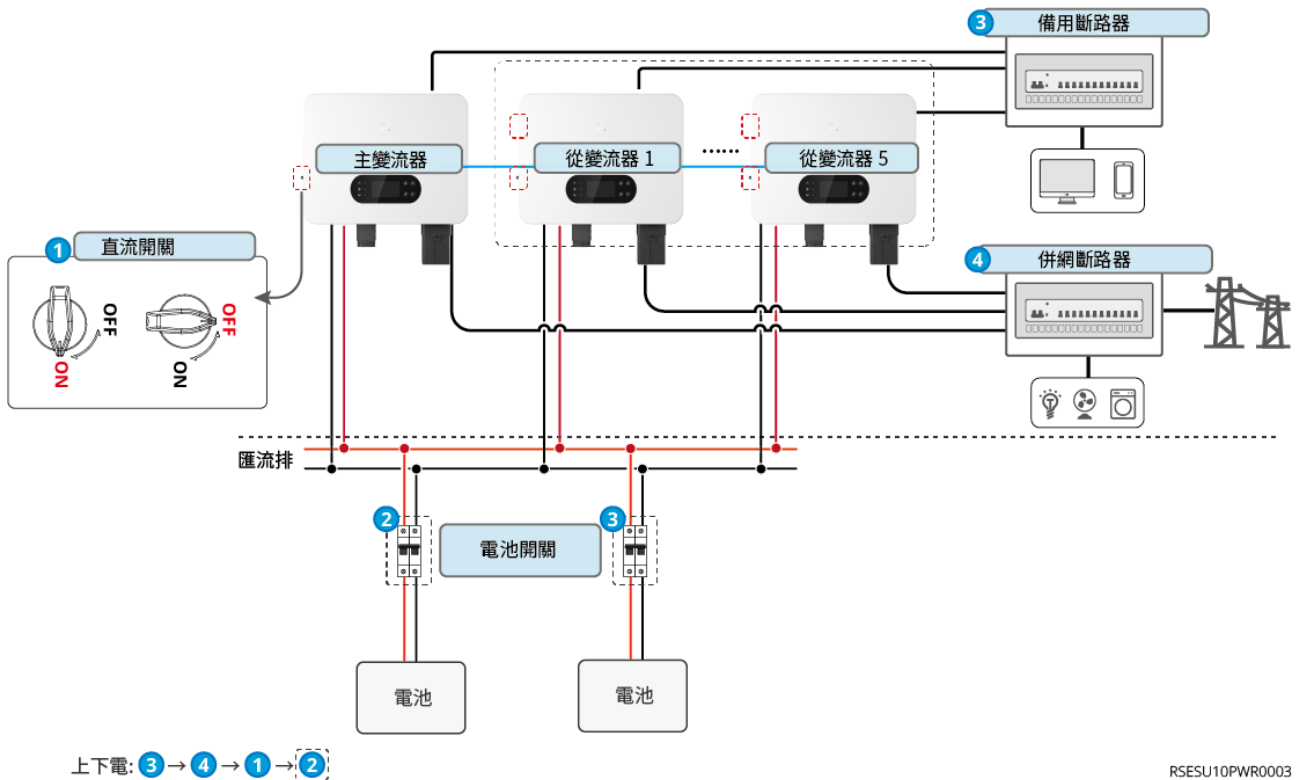 3 備用斷路器
主變流器
從變流器 1
……
從變流器 5
1 直流開關
OFF
ON
OFF
ON
4 併網斷路器
匯流排
2
電池開關
3
電池
電池
上下電: 3 → 4 → 1 → 2
RSESU10PWR0003